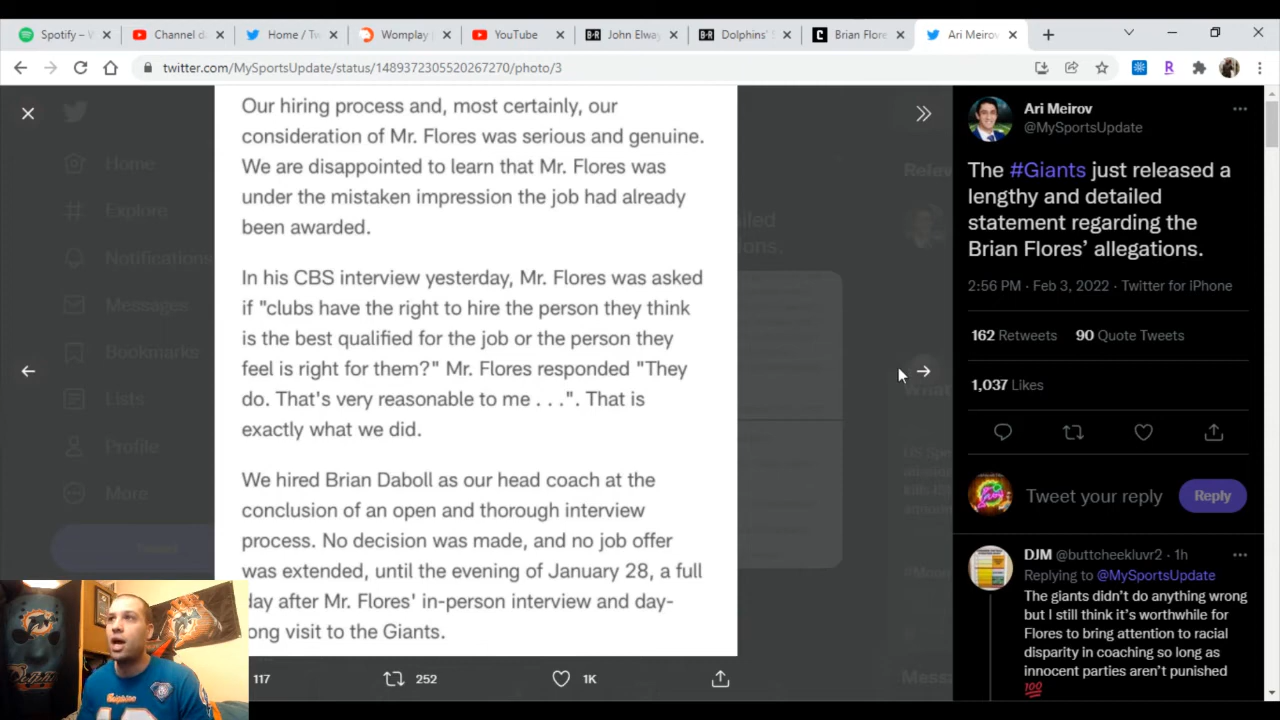 Spotify – W
Channel da
Home / Tw
Womplay |
YouTube
B·R John Elway
B·R Dolphins'
C Brian Flore
Ari Meirov
twitter.com/MySportsUpdate/status/1489372305520267270/photo/3
Home
Explore
Notifications
Messages
Bookmarks
Lists
Profile
More
Our hiring process and, most certainly, our
consideration of Mr. Flores was serious and genuine.
We are disappointed to learn that Mr. Flores was
under the mistaken impression the job had already
been awarded.
In his CBS interview yesterday, Mr. Flores was asked
if "clubs have the right to hire the person they think
is the best qualified for the job or the person they
feel is right for them?" Mr. Flores responded "They
do. That's very reasonable to me . . .". That is
exactly what we did.
We hired Brian Daboll as our head coach at the
conclusion of an open and thorough interview
process. No decision was made, and no job offer
was extended, until the evening of January 28, a full
day after Mr. Flores' in-person interview and day-
ong visit to the Giants.
117
252
1K
Ari Meirov
@MySportsUpdate
The #Giants just released a
lengthy and detailed
statement regarding the
Brian Flores' allegations.
2:56 PM · Feb 3, 2022 · Twitter for iPhone
162 Retweets 90 Quote Tweets
1,037 Likes
Tweet your reply
Reply
DJM @buttcheekluvr2 · 1h
Replying to @MySportsUpdate
The giants didn't do anything wrong
but I still think it's worthwhile for
Flores to bring attention to racial
disparity in coaching so long as
innocent parties aren't punished
💯